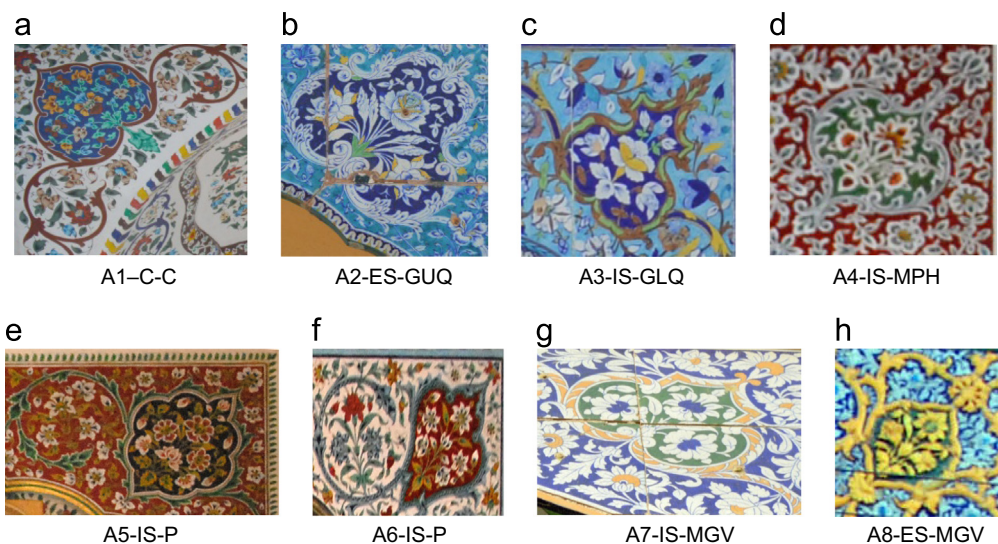 a
b
c
d
A1–C-C
A2-ES-GUQ
A3-IS-GLQ
A4-IS-MPH
e
f
g
h
A5-IS-P
A6-IS-P
A7-IS-MGV
A8-ES-MGV